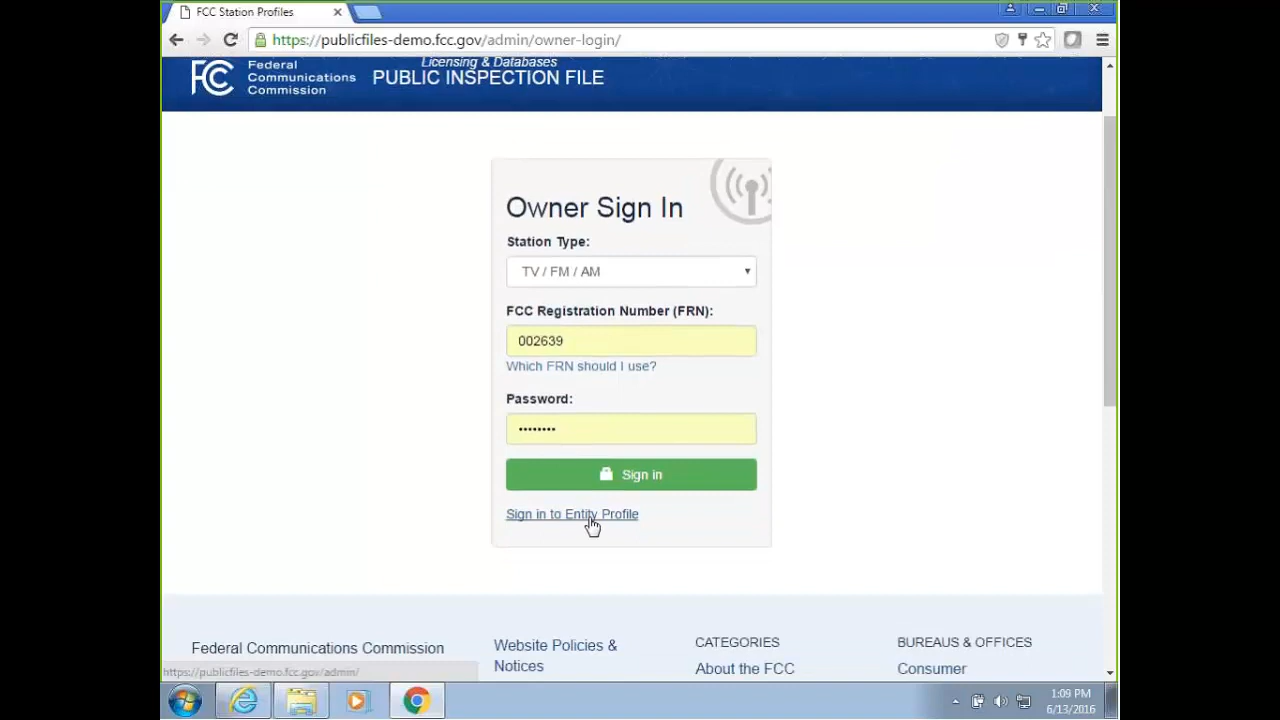 FCC Station Profiles
https://publicfiles-demo.fcc.gov/admin/owner-login/
Federal
Communications
Commission
Licensing & Databases
PUBLIC INSPECTION FILE
Owner Sign In
Station Type:
TV / FM / AM
FCC Registration Number (FRN):
002639
Which FRN should I use?
Password:
••••••••
Sign in
Sign in to Entity Profile
Federal Communications Commission
Website Policies &
Notices
CATEGORIES
About the FCC
BUREAUS & OFFICES
Consumer
https://publicfiles-demo.fcc.gov/admin/
1:09 PM
6/13/2016